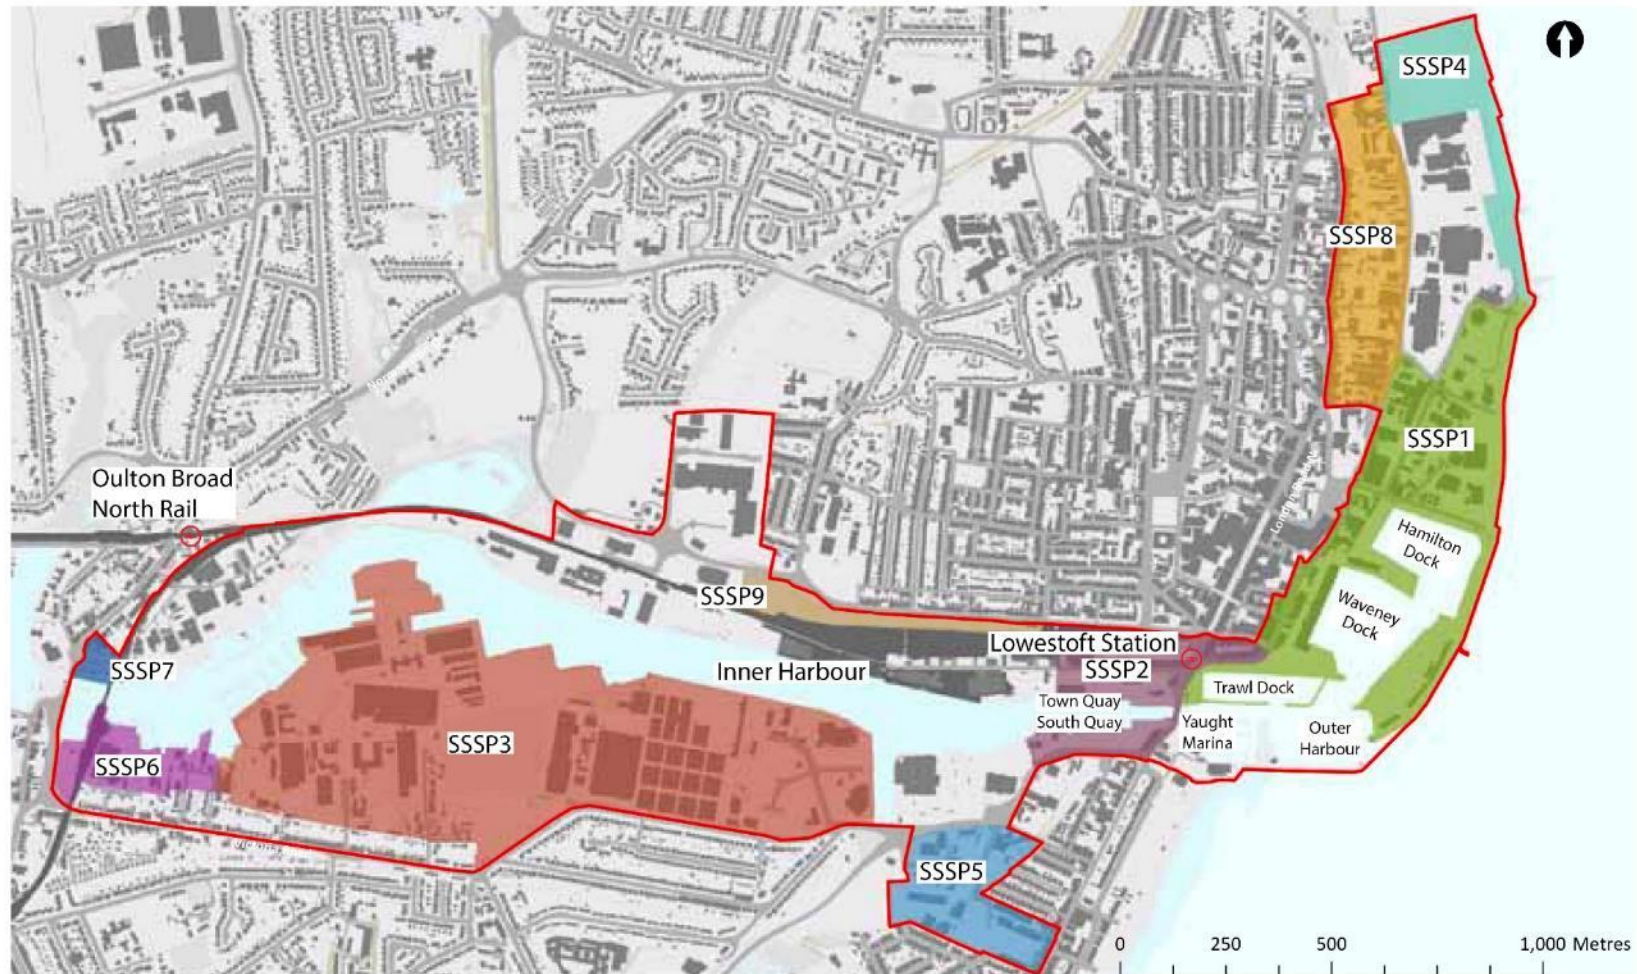 SSSP4
SSSP8
SSSP1
Oulton Broad
North Rail
Hamilton
Dock
Waveney
Dock
SSSP9
Lowestoft Station
SSSP2
SSSP7
Inner Harbour
Trawl Dock
Town Quay
South Quay
Yaught
Marina
Outer
Harbour
SSSP3
SSSP6
SSSP5
0 250 500 1,000 Metres